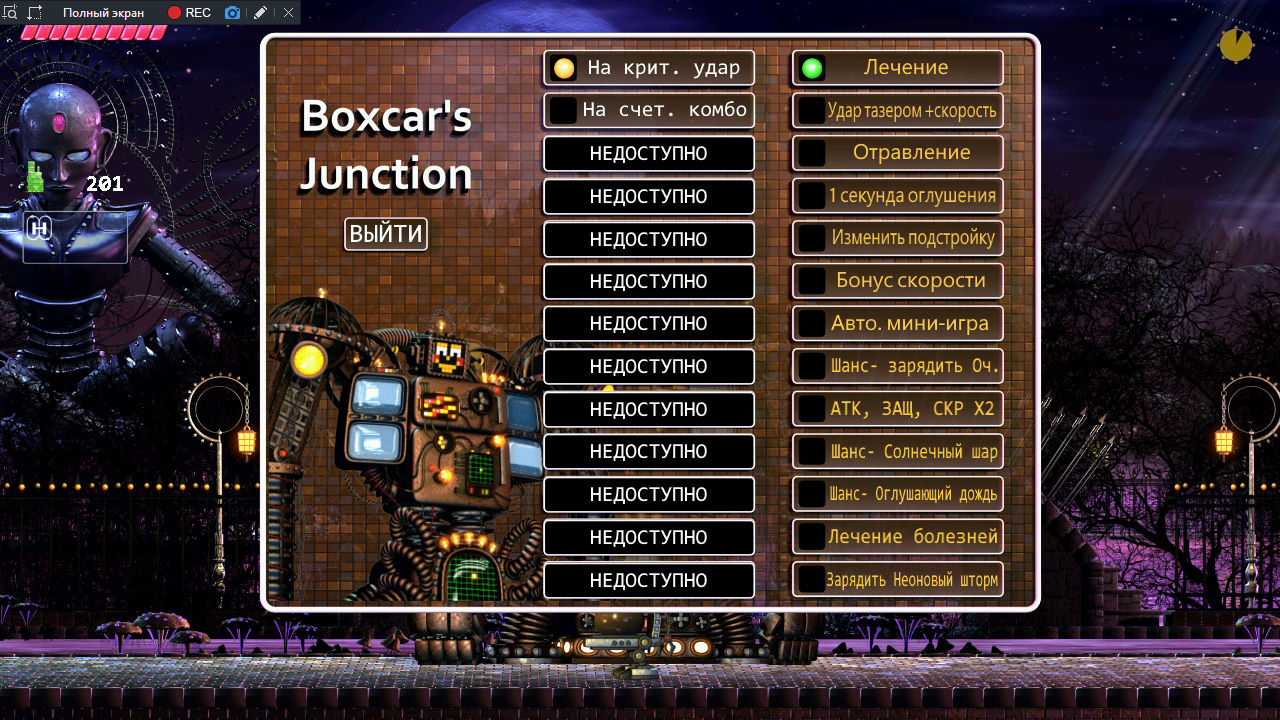 Полный экран
REC
201
H
Boxcar's
Junction
ВЫЙТИ
На крит. удар
На счет. комбо
НЕДОСТУПНО
НЕДОСТУПНО
НЕДОСТУПНО
НЕДОСТУПНО
НЕДОСТУПНО
НЕДОСТУПНО
НЕДОСТУПНО
НЕДОСТУПНО
НЕДОСТУПНО
НЕДОСТУПНО
НЕДОСТУПНО
Лечение
Удар тазером +скорость
Отравление
1 секунда оглушения
Изменить подстройку
Бонус скорости
Авто. мини-игра
Шанс- зарядить Оч.
АТК, ЗАЩ, СКР X2
Шанс- Солнечный шар
Шанс- Оглушающий дождь
Лечение болезней
Зарядить Неоновый шторм